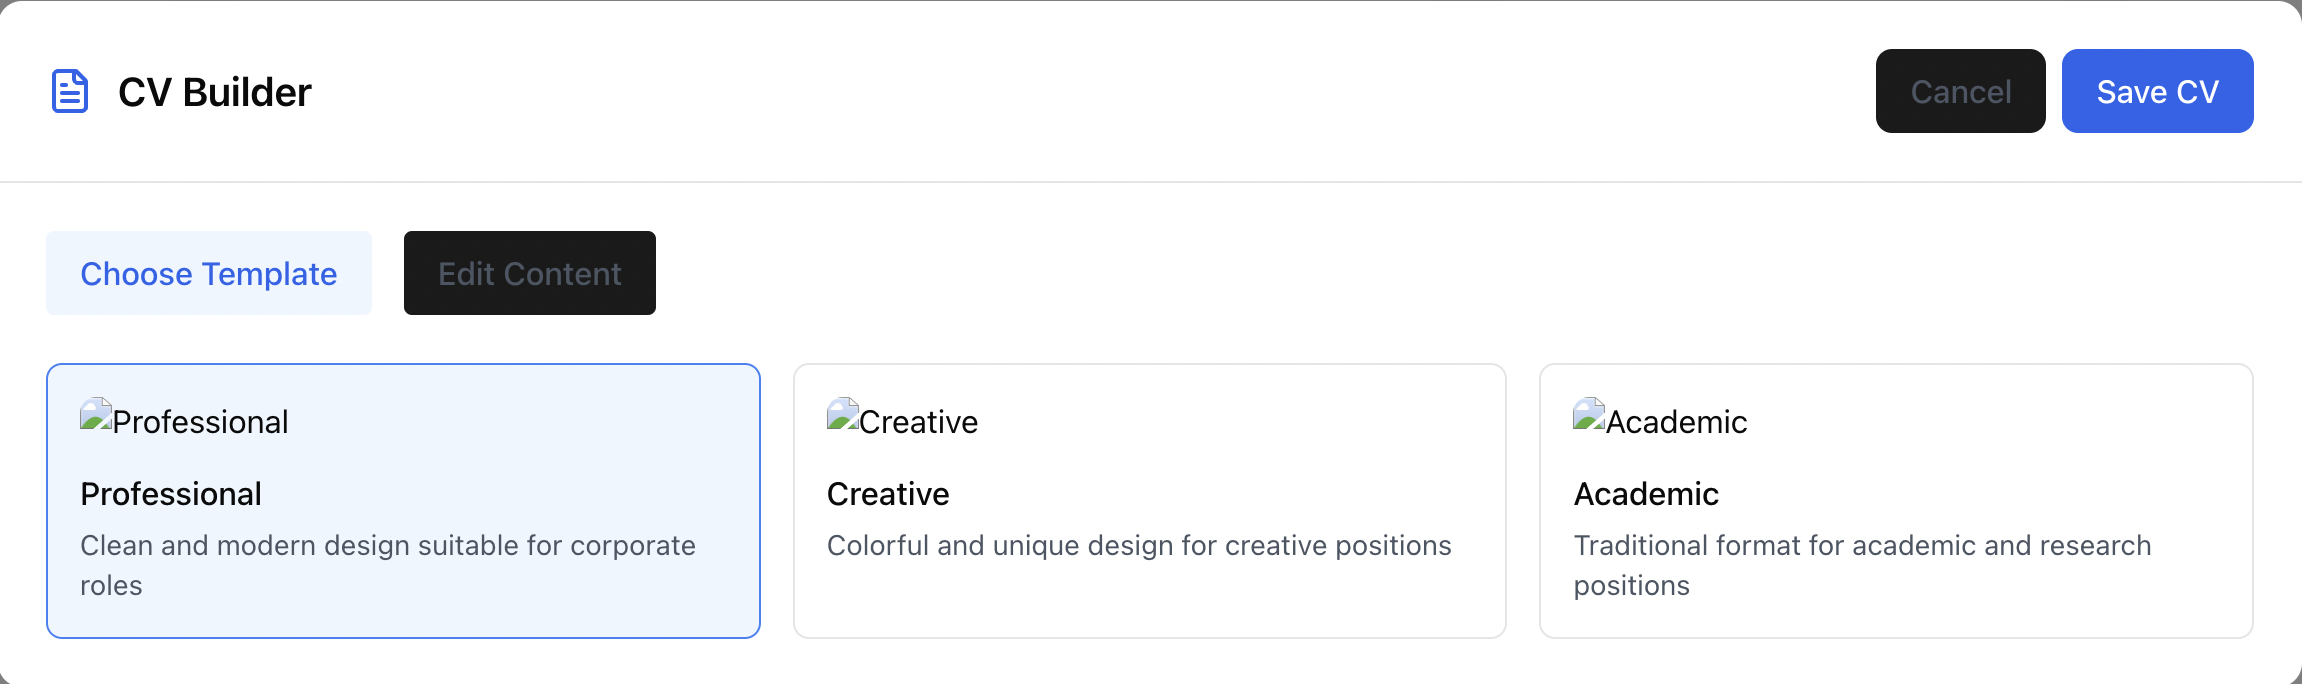 CV Builder
Cancel
Save CV
Choose Template
Edit Content
Professional
Professional
Clean and modern design suitable for corporate
roles
Creative
Creative
Colorful and unique design for creative positions
Academic
Academic
Traditional format for academic and research
positions